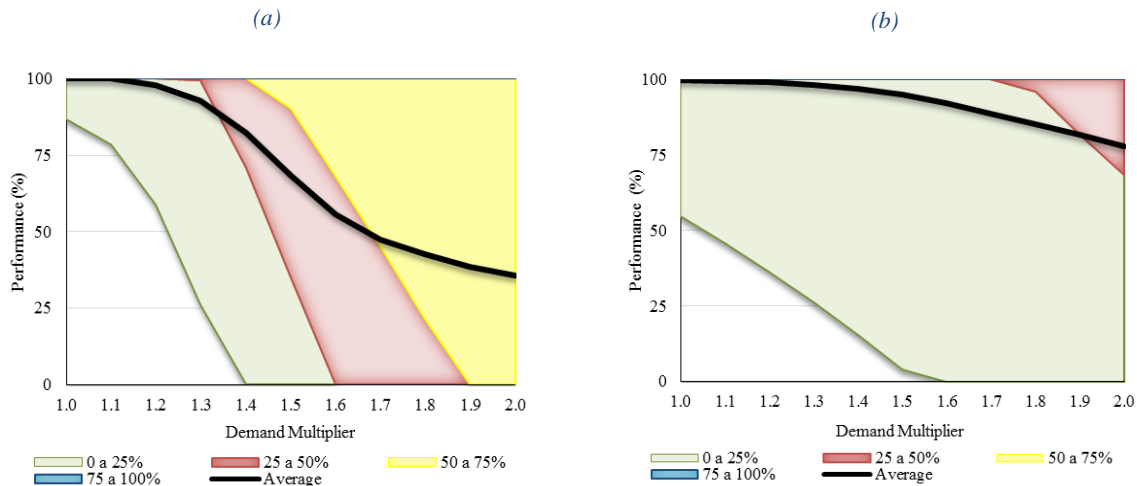 (a)
Performance (%)
100
75
50
25
0
1.0 1.1 1.2 1.3 1.4 1.5 1.6 1.7 1.8 1.9 2.0
Demand Multiplier
0 a 25% 25 a 50% 50 a 75%
75 a 100% Average
(b)
Performance (%)
100
75
50
25
0
1.0 1.1 1.2 1.3 1.4 1.5 1.6 1.7 1.8 1.9 2.0
Demand Multiplier
0 a 25% 25 a 50% 50 a 75%
75 a 100% Average